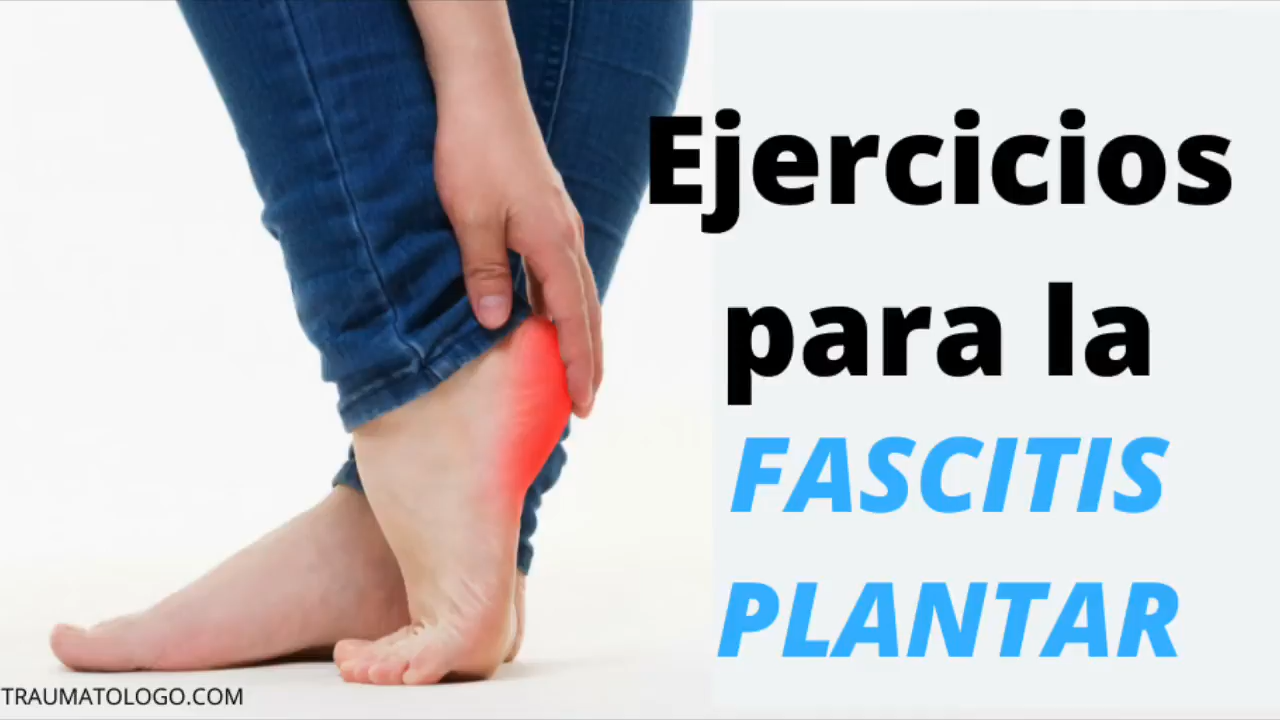 Ejercicios
para la
FASCITIS
PLANTAR
TRAUMATOLOGO.COM